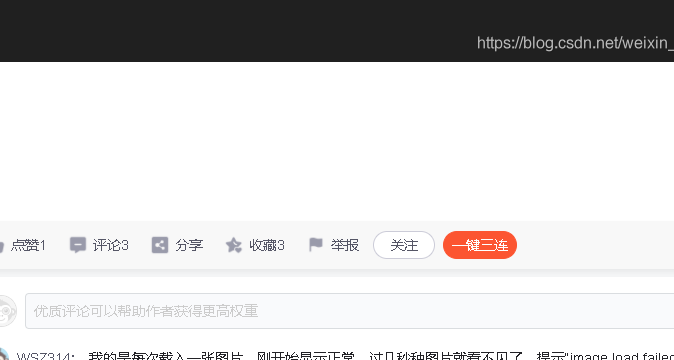 https://blog.csdn.net/weixin_
点赞1 评论3 分享 收藏3 举报 关注 一键三连
优质评论可以帮助作者获得更高权重
WSZ314: 我的是每次载入一张图片，刚开始显示正常，过几秒种图片就看不见了，提示"image load failed